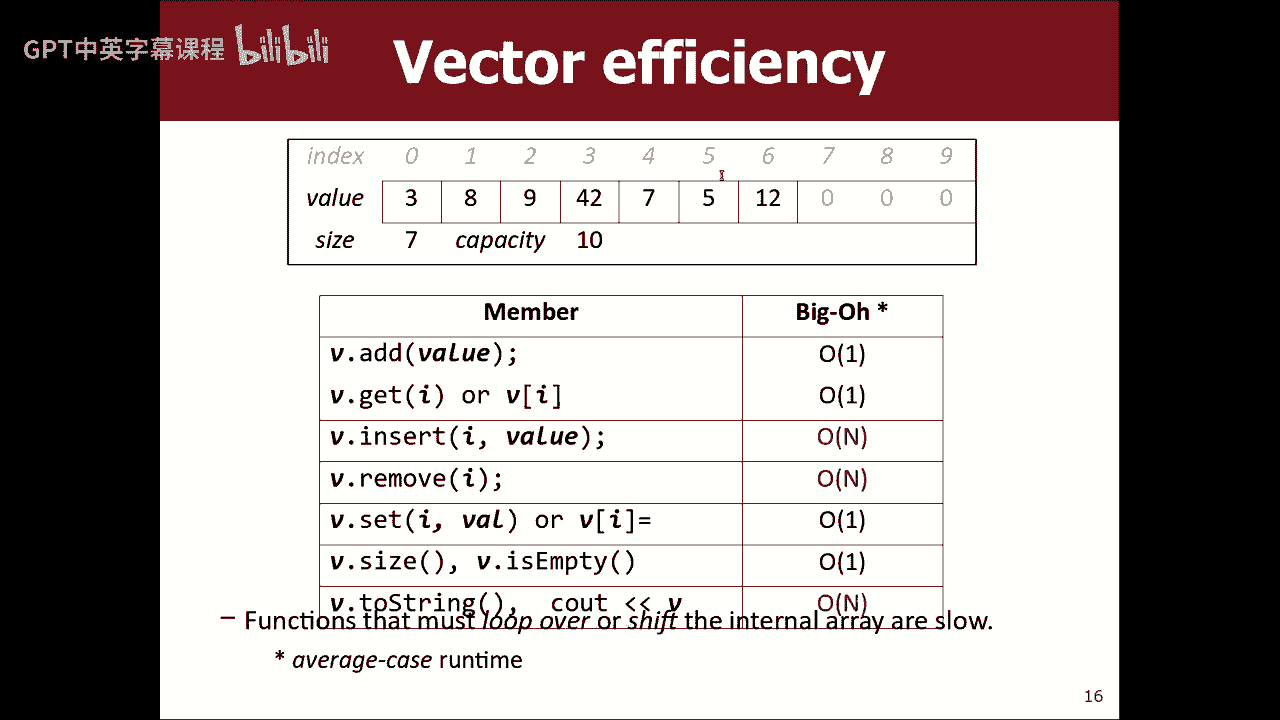 GPT中英字幕课程 bilibili
Vector efficiency
index 0 1 2 3 4 5 6 7 8 9
value 3 8 9 42 7 5 12 0 0 0
size 7 capacity 10
Member Big-Oh *
v.add(value); O(1)
v.get(i) or v[i] O(1)
v.insert(i, value); O(N)
v.remove(i); O(N)
v.set(i, val) or v[i]= O(1)
v.size(), v.isEmpty() O(1)
v.toString(), cout << v O(N)
– Functions that must loop over or shift the internal array are slow.
* average-case runtime
16